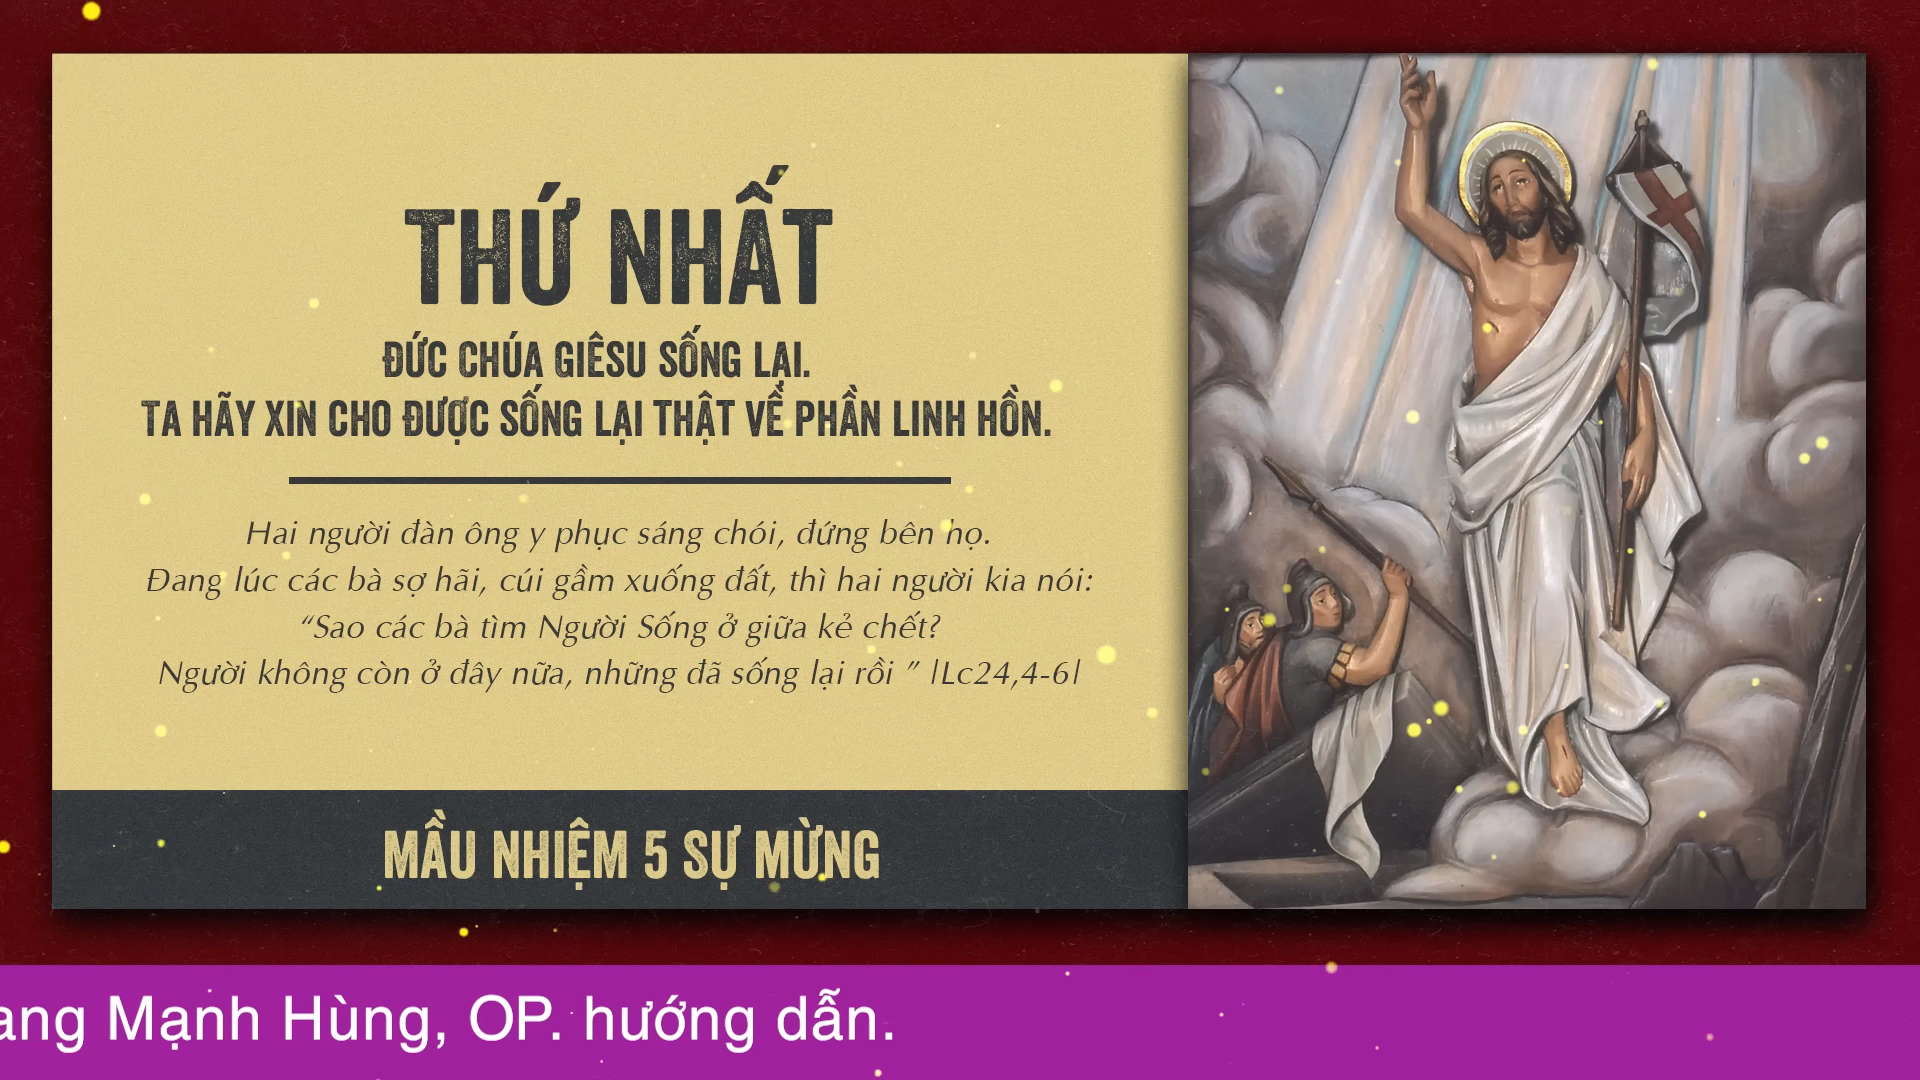 THỨ NHẤT
ĐỨC CHÚA GIÊSU SỐNG LẠI.
TA HÃY XIN CHO ĐƯỢC SỐNG LẠI THẬT VỀ PHẦN LINH HỒN.
Hai người đàn ông y phục sáng chói, đứng bên họ.
Đang lúc các bà sợ hãi, cúi gầm xuống đất, thì hai người kia nói:
“Sao các bà tìm Người Sống ở giữa kẻ chết?
Người không còn ở đây nữa, những đã sống lại rồi ” |Lc24,4-6|
MẦU NHIỆM 5 SỰ MỪNG
ang Mạnh Hùng, OP. hướng dẫn.